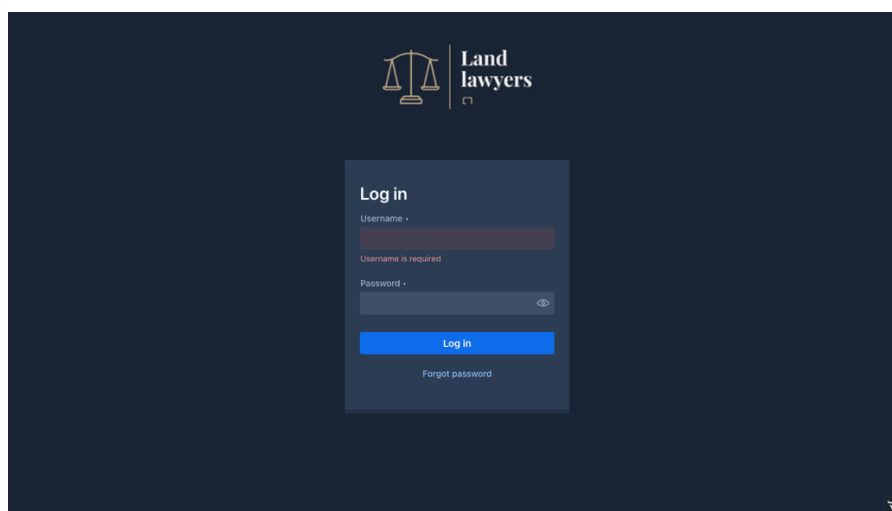 Land
lawyers
Log in
Username •
Username is required
Password •
Log in
Forgot password